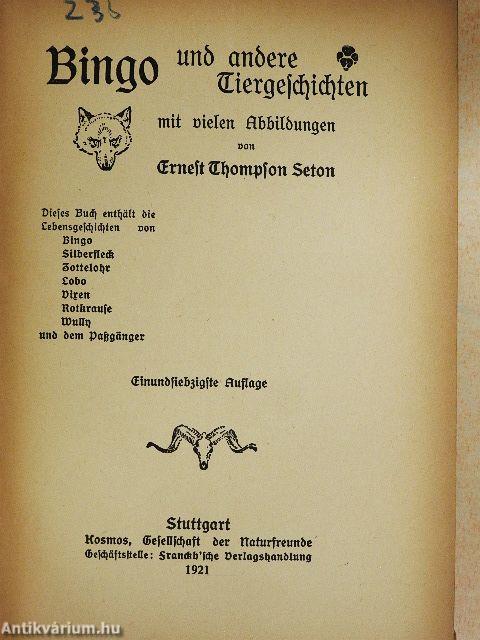 236
Bingo und andere
Tiergeschichten
mit vielen Abbildungen
von
Ernest Thompson Seton
Dieses Buch enthält die
Lebensgeschichten von
Bingo
Silberfleck
Zottelohr
Lobo
Vixen
Rotkrause
Wully
und dem Paßgänger
Einundsiebzigste Auflage
Stuttgart
Kosmos, Gesellschaft der Naturfreunde
Geschäftsstelle: Franckh'sche Verlagshandlung
1921
Antikvárium.hu